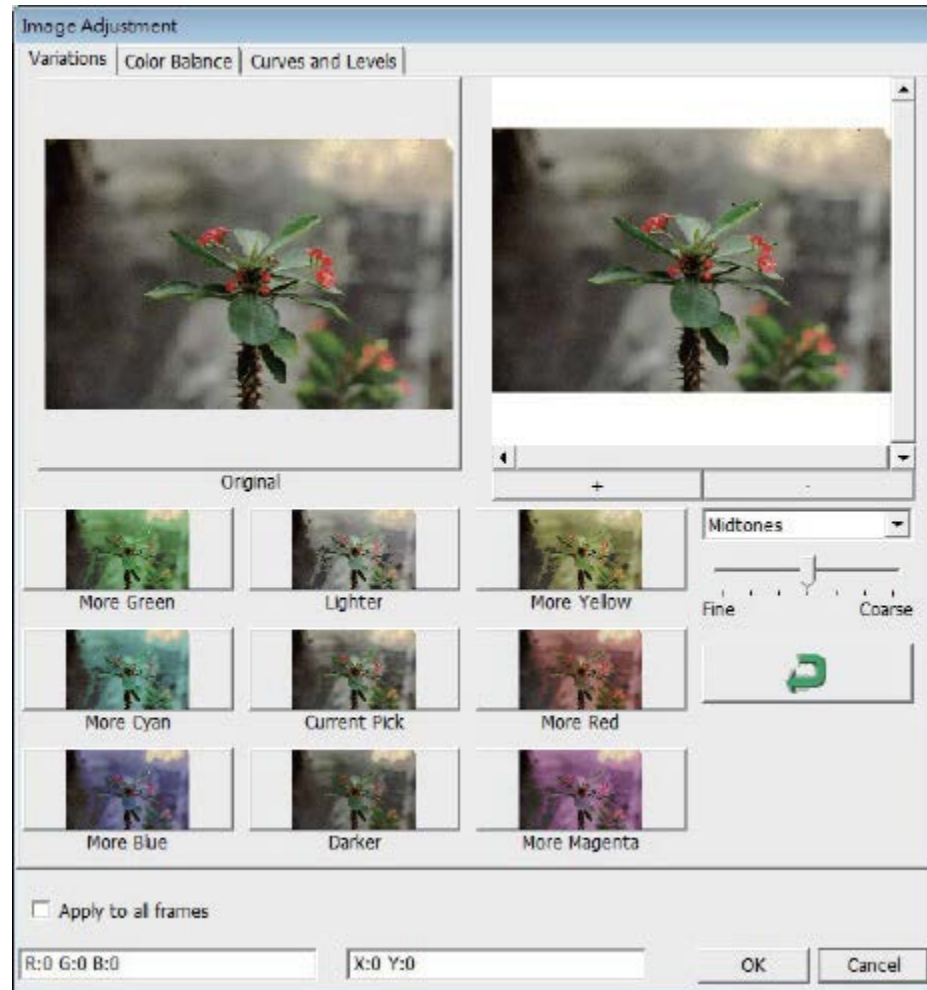 Image Adjustment
Variations Color Balance Curves and Levels
Original
+ -
Midtones
Fine Coarse
More Green Lighter More Yellow
More Cyan Current Pick More Red
More Blue Darker More Magenta
Apply to all frames
R:0 G:0 B:0 X:0 Y:0 OK Cancel